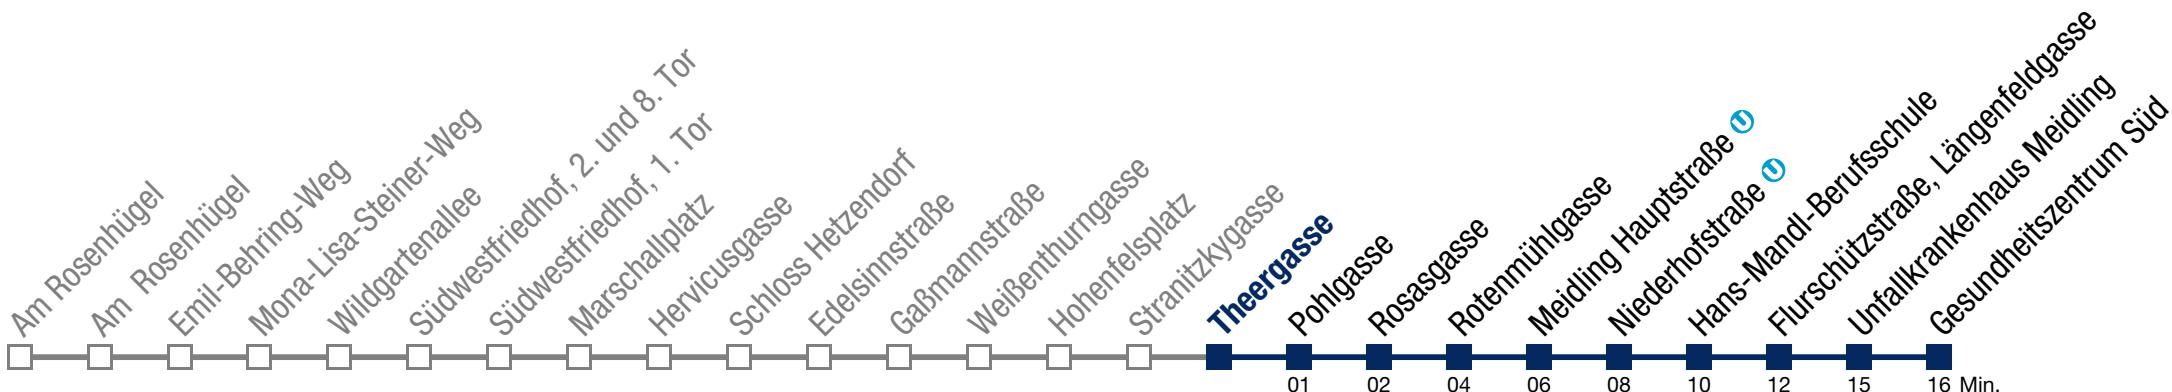 Am Rosenhügel
Am  Rosenhügel
Emil-Behring-Weg
Mona-Lisa-Steiner-Weg
Wildgartenallee
Südwestfriedhof, 2. und 8. Tor
Südwestfriedhof, 1. Tor
Marschallplatz
Hervicusgasse
Schloss Hetzendorf
Edelsinnstraße
Gaßmannstraße
Weißenthurngasse
Hohenfelsplatz
Stranitzkygasse
Theergasse
Pohlgasse
Rosasgasse
Rotenmühlgasse
Meidling Hauptstraße U
Niederhofstraße U
Hans-Mandl-Berufsschule
Flurschützstraße, Längenfeldgasse
Unfallkrankenhaus Meidling
Gesundheitszentrum Süd
01 02 04 06 08 10 12 15 16 Min.